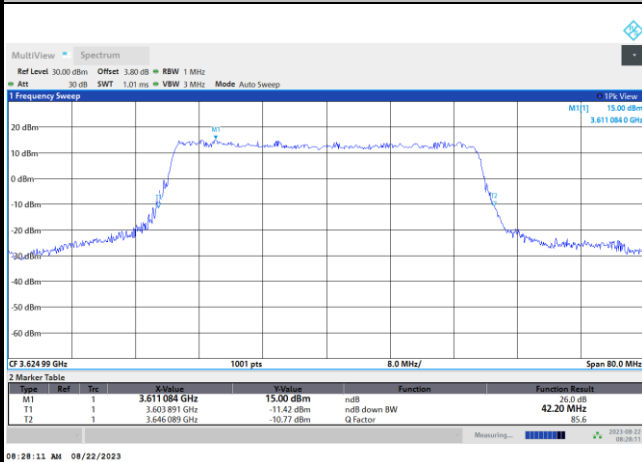 MultiView Spectrum
Ref Level 30.00 dBm Offset 3.80 dB RBW 1 MHz
Att 30 dB SWT 1.01 ms VBW 3 MHz Mode Auto Sweep
1 Frequency Sweep 1Pk View
M1[1] 15.00 dBm
3.611 084 0 GHz
20 dBm
M1
10 dBm
0 dBm
T1 T2
-10 dBm
-20 dBm
-30 dBm
-40 dBm
-50 dBm
-60 dBm
CF 3.624 99 GHz 1001 pts 8.0 MHz/ Span 80.0 MHz
2 Marker Table
Type Ref Trc X-Value Y-Value Function Function Result
M1 1 3.611 084 GHz 15.00 dBm ndB 26.0 dB
T1 1 3.603 891 GHz -11.42 dBm ndB down BW 42.20 MHz
T2 1 3.646 089 GHz -10.77 dBm Q Factor 85.6
Measuring... 2023-08-22
08:28:11
08:28:11 AM 08/22/2023